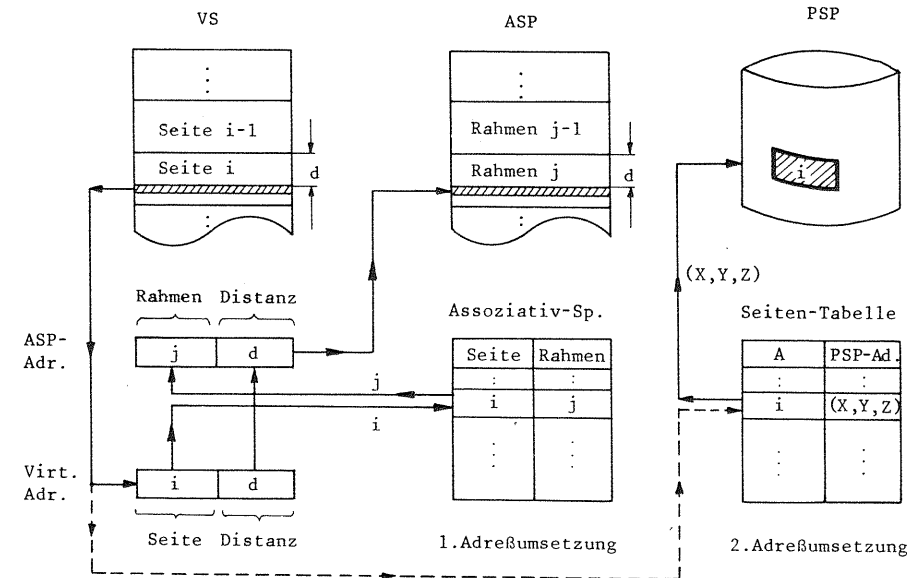 VS
ASP
PSP
Seite i-1
Rahmen j-1
Seite i
d
Rahmen j
d
i
(X,Y,Z)
Rahmen Distanz
Assoziativ-Sp.
Seiten-Tabelle
ASP-
Adr.
j d
Seite Rahmen
A PSP-Ad.
j
i j
i (X,Y,Z)
i
Virt.
Adr.
i d
Seite Distanz
1.Adreßumsetzung
2.Adreßumsetzung